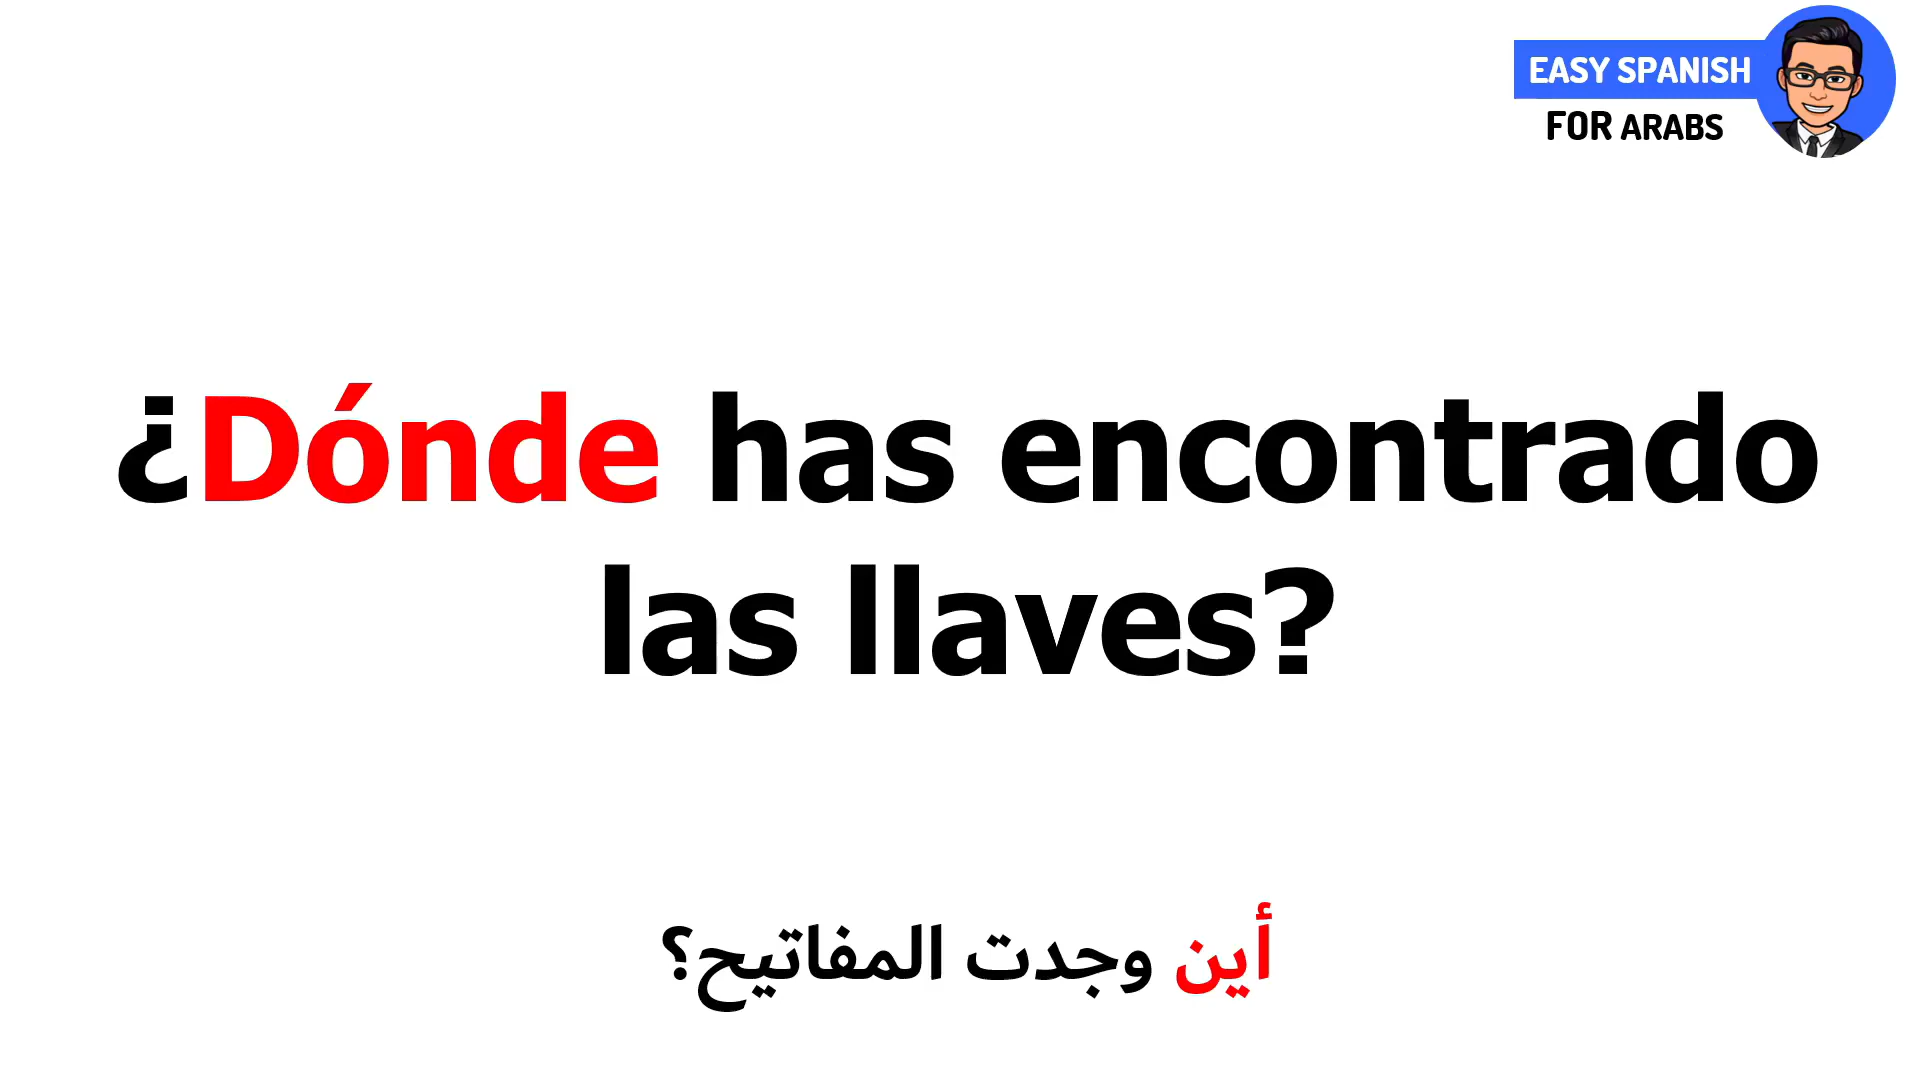 EASY SPANISH
FOR ARABS
¿Dónde has encontrado
las llaves?
أين وجدت المفاتيح؟